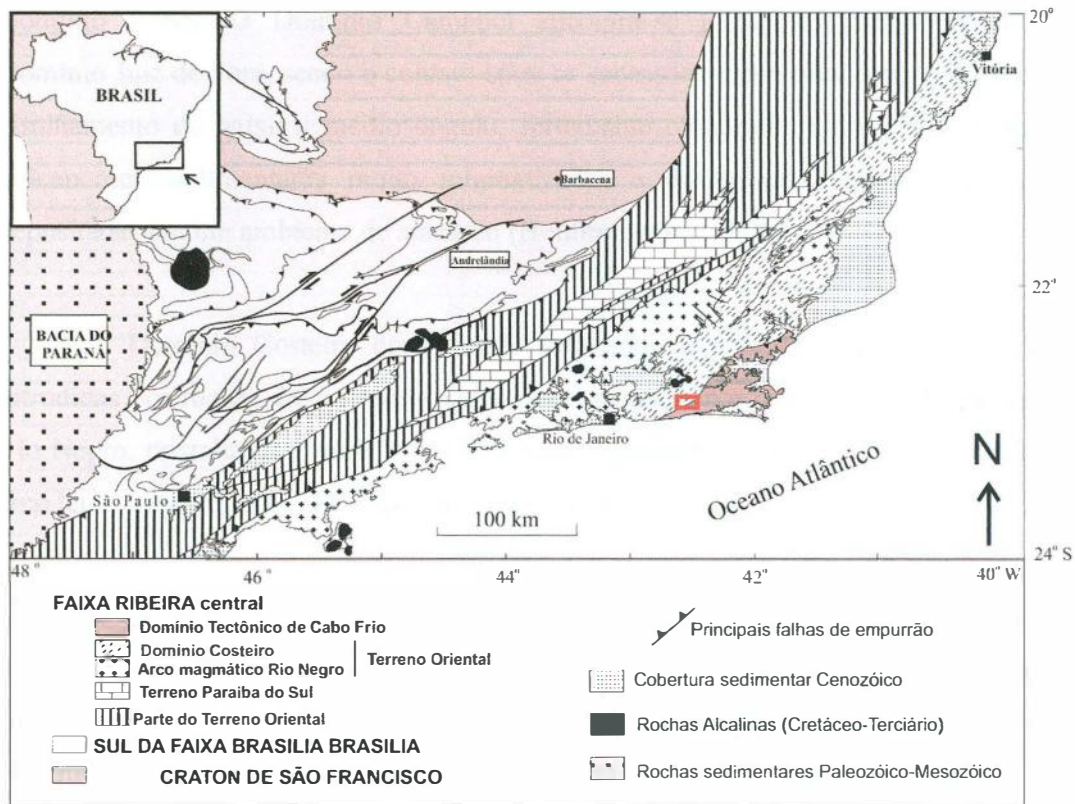 20°
Vitória
BRASIL
Barbacena
Andrelândia
22°
BACIA DO
PARANÁ
Rio de Janeiro
N
São Paulo
Oceano Atlântico
100 km
24° S
48°
46°
44°
42°
40° W
FAIXA RIBEIRA central
Domínio Tectônico de Cabo Frio
Domínio Costeiro
Arco magmático Rio Negro
Terreno Oriental
Terreno Paraiba do Sul
Parte do Terreno Oriental
SUL DA FAIXA BRASILIA BRASILIA
CRATON DE SÃO FRANCISCO
Principais falhas de empurrão
Cobertura sedimentar Cenozóico
Rochas Alcalinas (Cretáceo-Terciário)
Rochas sedimentares Paleozóico-Mesozóico